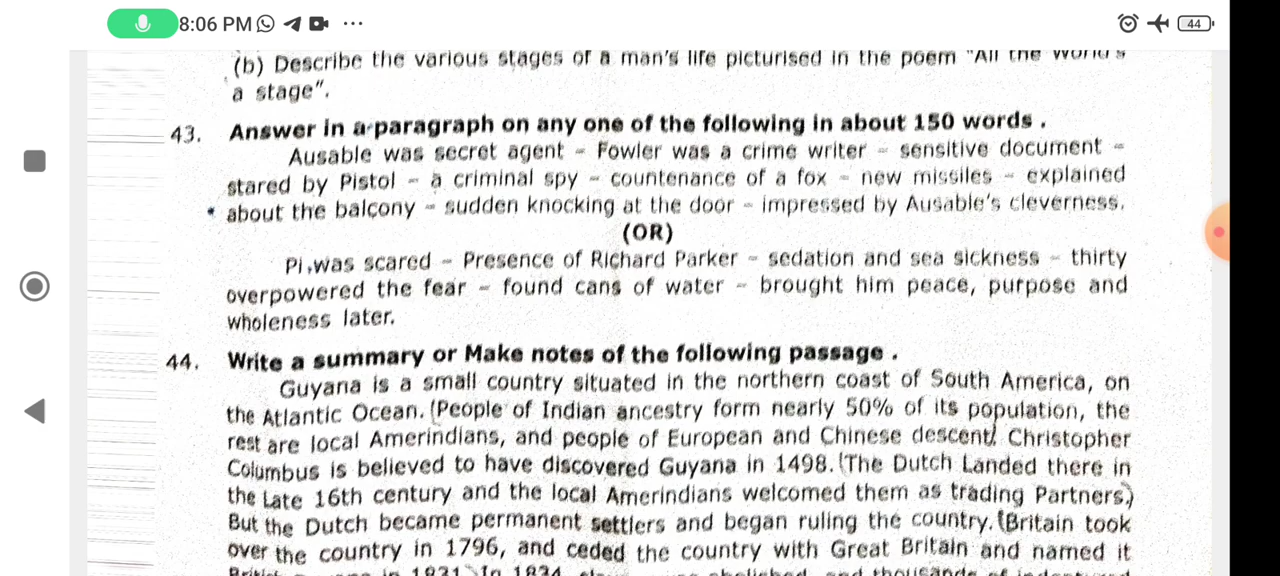 8:06 PM
44
(b) Describe the various stages of a man's life picturised in the poem "All the World's
a stage".
43. Answer in a paragraph on any one of the following in about 150 words .
Ausable was secret agent - Fowler was a crime writer - sensitive document -
stared by Pistol - a criminal spy - countenance of a fox - new missiles - explained
about the balcony - sudden knocking at the door - impressed by Ausable's cleverness.
(OR)
Pi was scared - Presence of Richard Parker - sedation and sea sickness - thirty
overpowered the fear - found cans of water - brought him peace, purpose and
wholeness later.
44. Write a summary or Make notes of the following passage .
Guyana is a small country situated in the northern coast of South America, on
the Atlantic Ocean. (People of Indian ancestry form nearly 50% of its population, the
rest are local Amerindians, and people of European and Chinese descent) Christopher
Columbus is believed to have discovered Guyana in 1498. (The Dutch Landed there in
the Late 16th century and the local Amerindians welcomed them as trading Partners.)
But the Dutch became permanent settlers and began ruling the country. (Britain took
over the country in 1796, and ceded the country with Great Britain and named it
in 1831 In 1834,